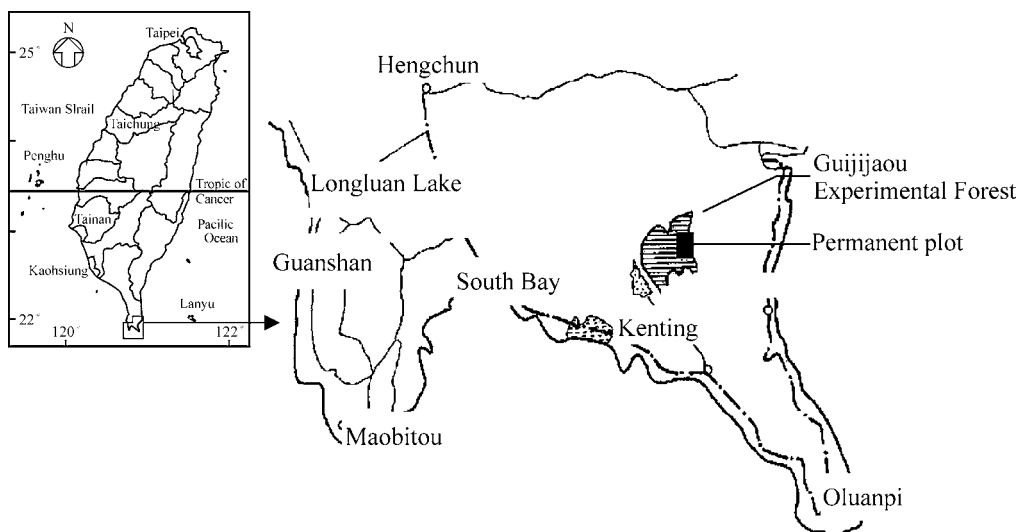 N
Taipei
25°
Taiwan Slrail
Taichung
Penghu
Tropic of
Cancer
Tainan
Pacific
Ocean
Kaohsiung
Lanyu
22°
120°
122°
Hengchun
Longluan Lake
Guijijaou
Experimental Forest
Permanent plot
Guanshan
South Bay
Kenting
Maobitou
Oluanpi